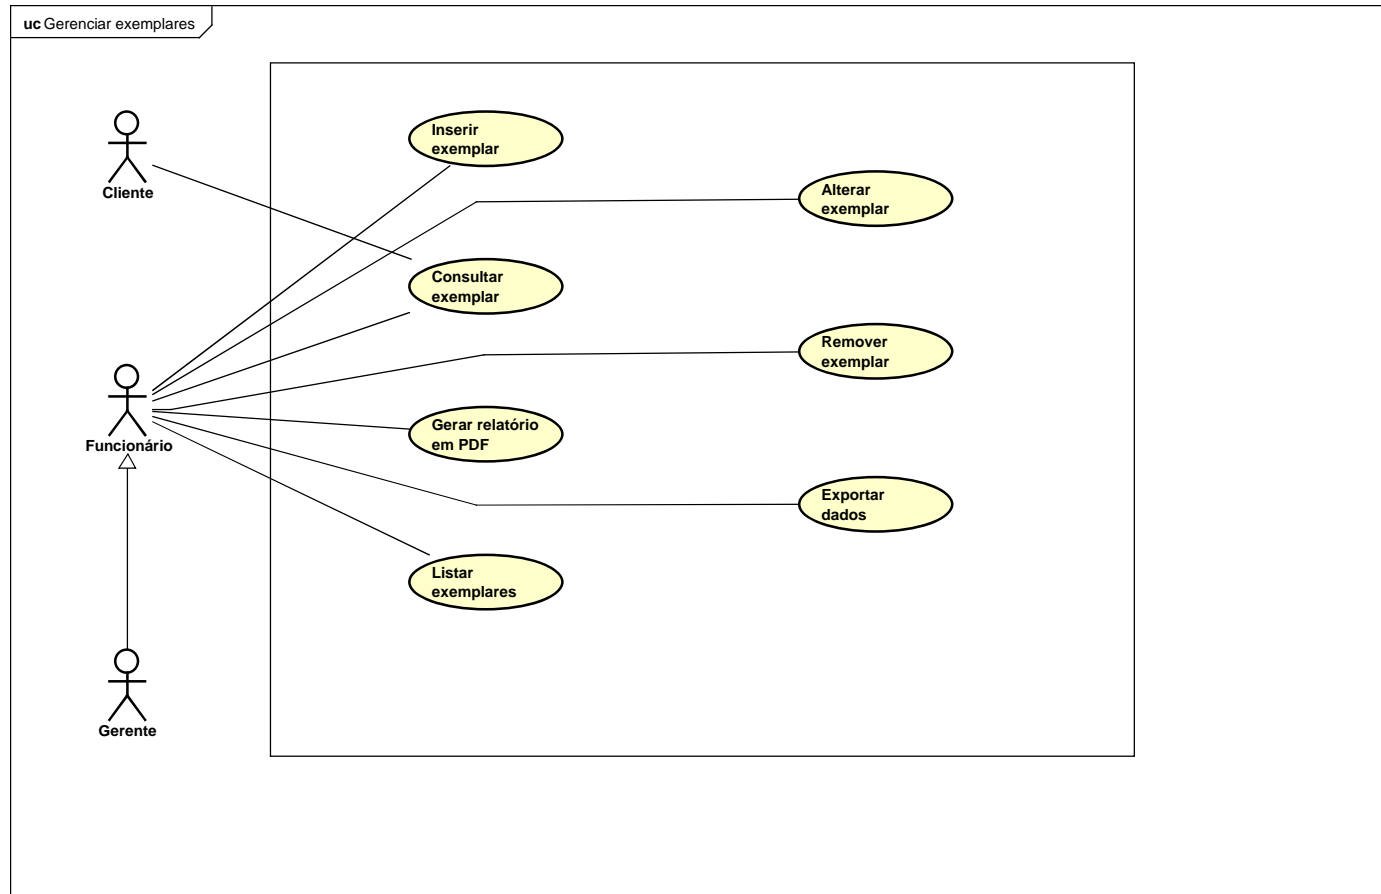 uc Gerenciar exemplares
Cliente
Inserir
exemplar
Alterar
exemplar
Consultar
exemplar
Remover
exemplar
Funcionário
Gerar relatório
em PDF
Exportar
dados
Listar
exemplares
Gerente